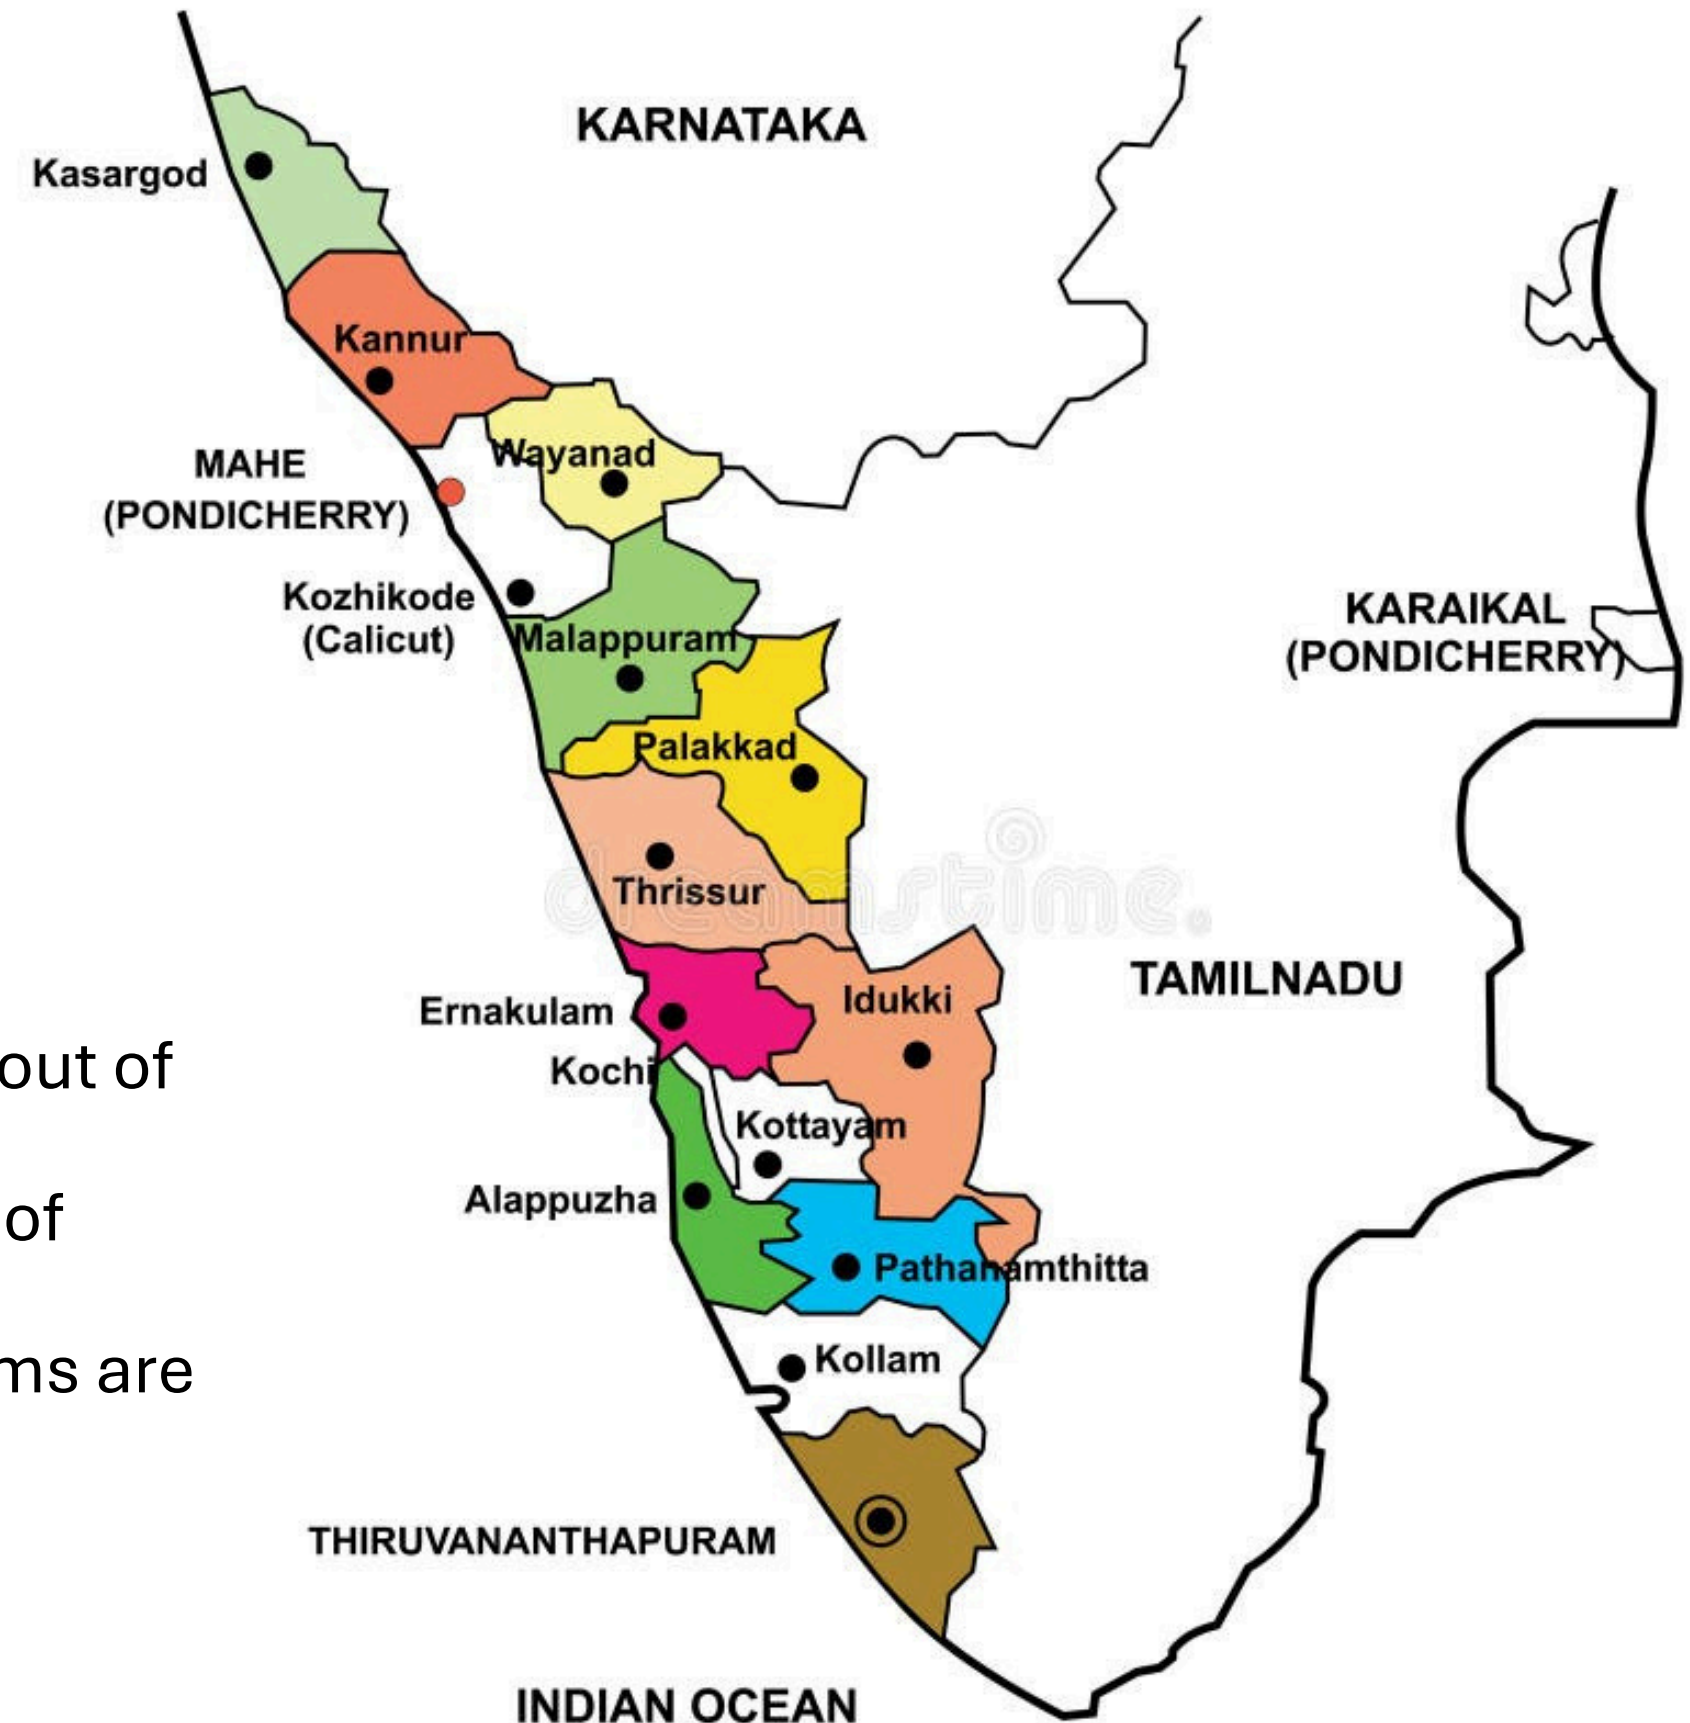 KARNATAKA
Kasargod
Kannur
Wayanad
MAHE
(PONDICHERRY)
Kozhikode
(Calicut)
Malappuram
KARAIKAL
(PONDICHERRY)
Palakkad
Thrissur
dreamstime.
Idukki
TAMILNADU
Ernakulam
Kochi
out of
Kottayam
Alappuzha
of
Pathanamthitta
Kollam
ms are
THIRUVANANTHAPURAM
INDIAN OCEAN